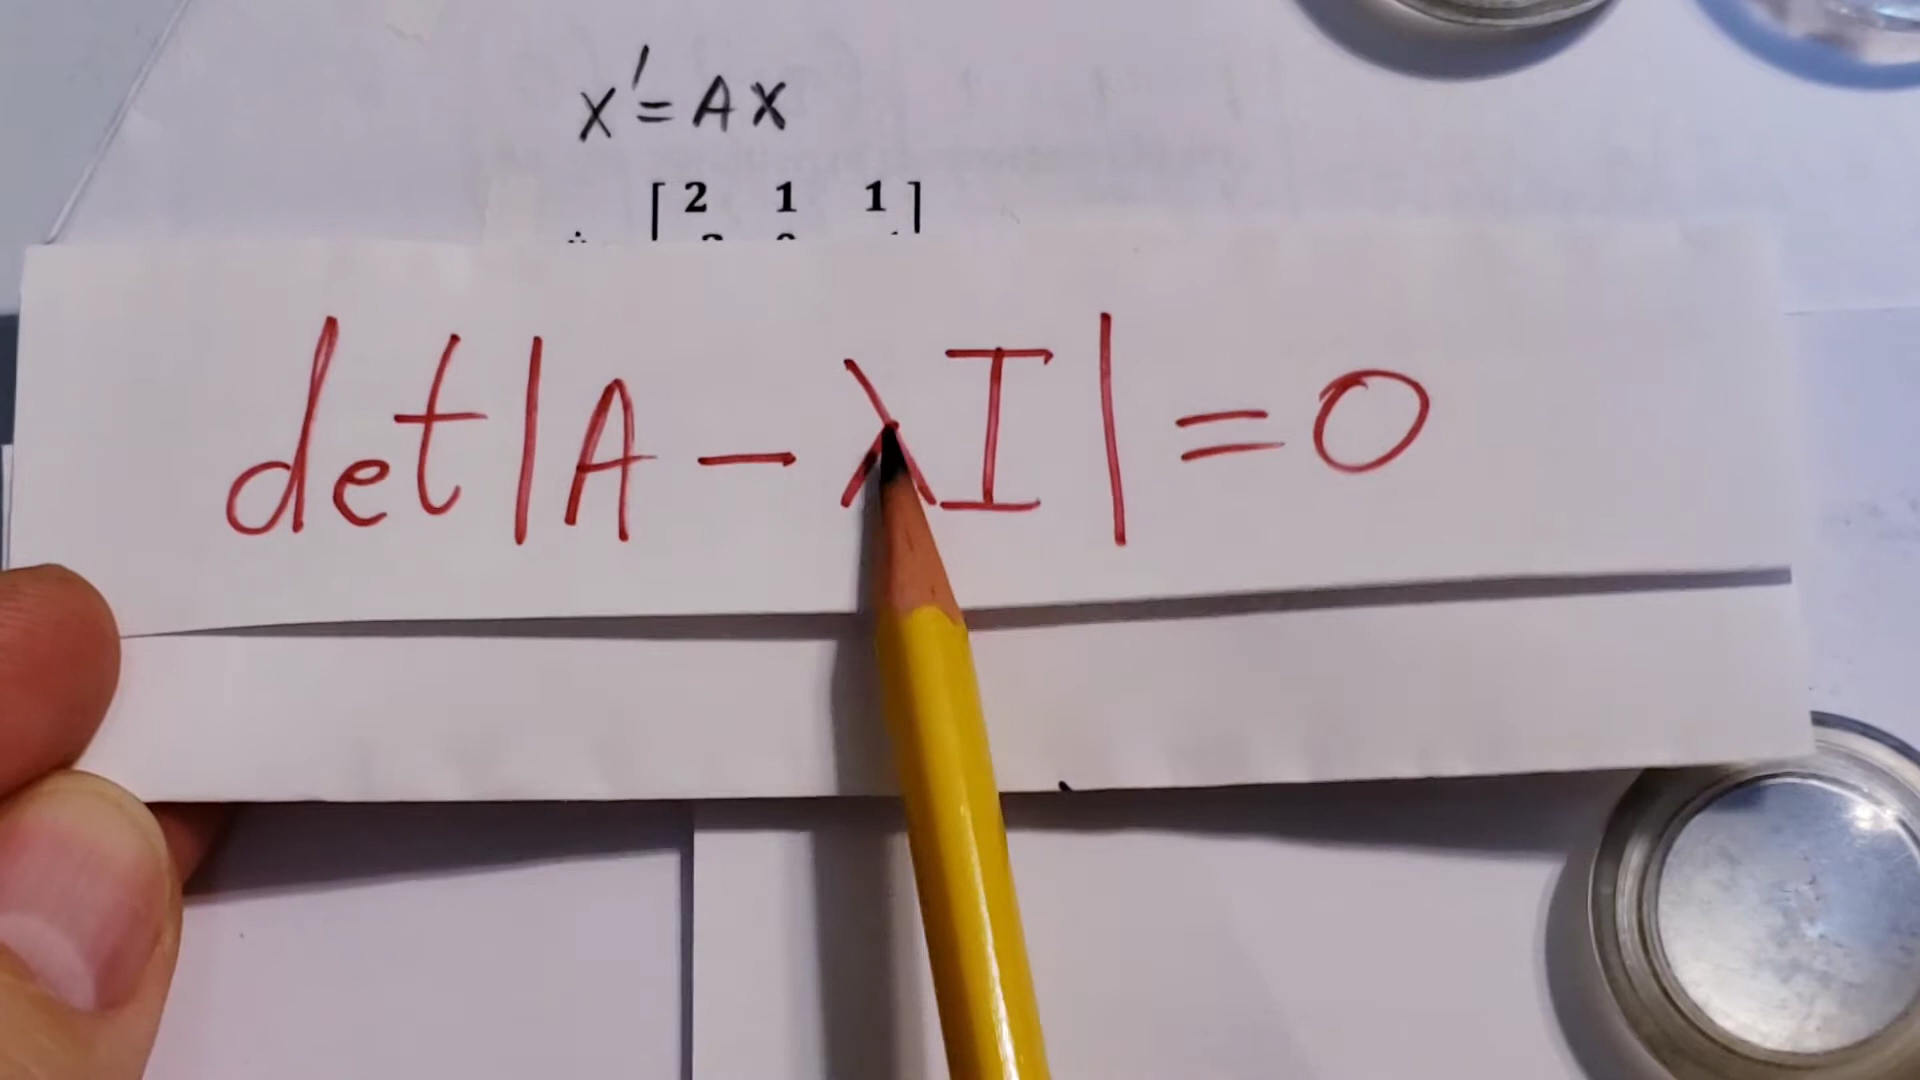 X' = AX
[2 1 1]
det|A - λI| = 0